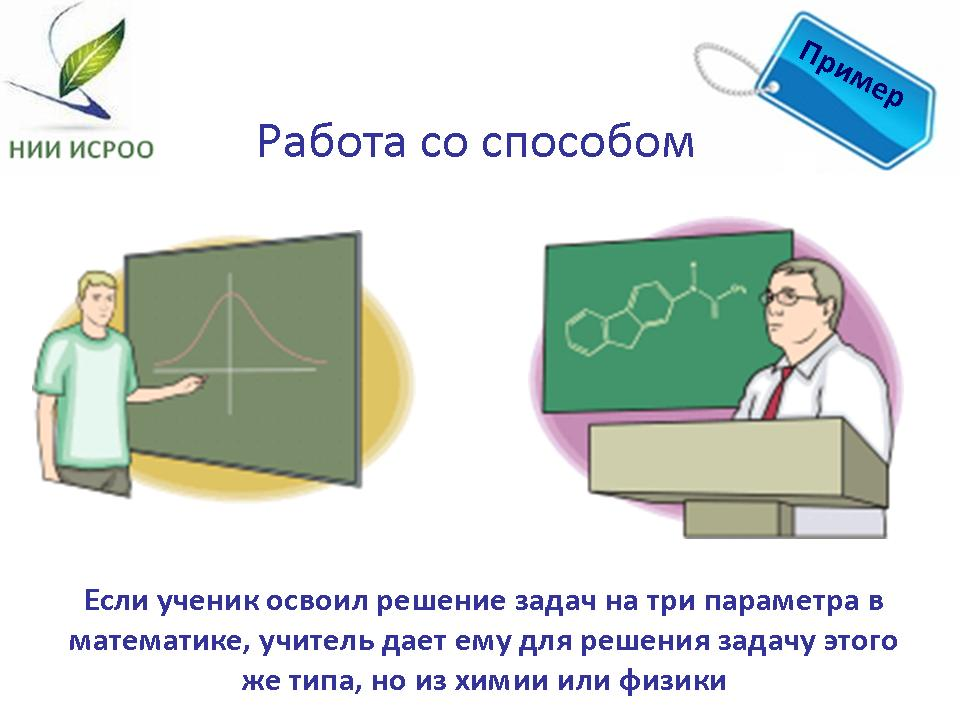 Пример
НИИ ИСРОО
Работа со способом
N
CH₃
Если ученик освоил решение задач на три параметра в
математике, учитель дает ему для решения задачу этого
же типа, но из химии или физики